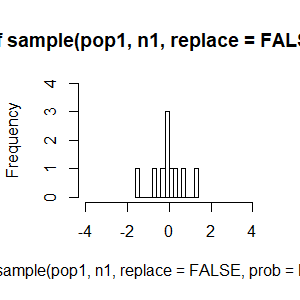 f sample(pop1, n1, replace = FALS
Frequency
4
3
2
1
0
-4 -2 0 2 4
sample(pop1, n1, replace = FALSE, prob =